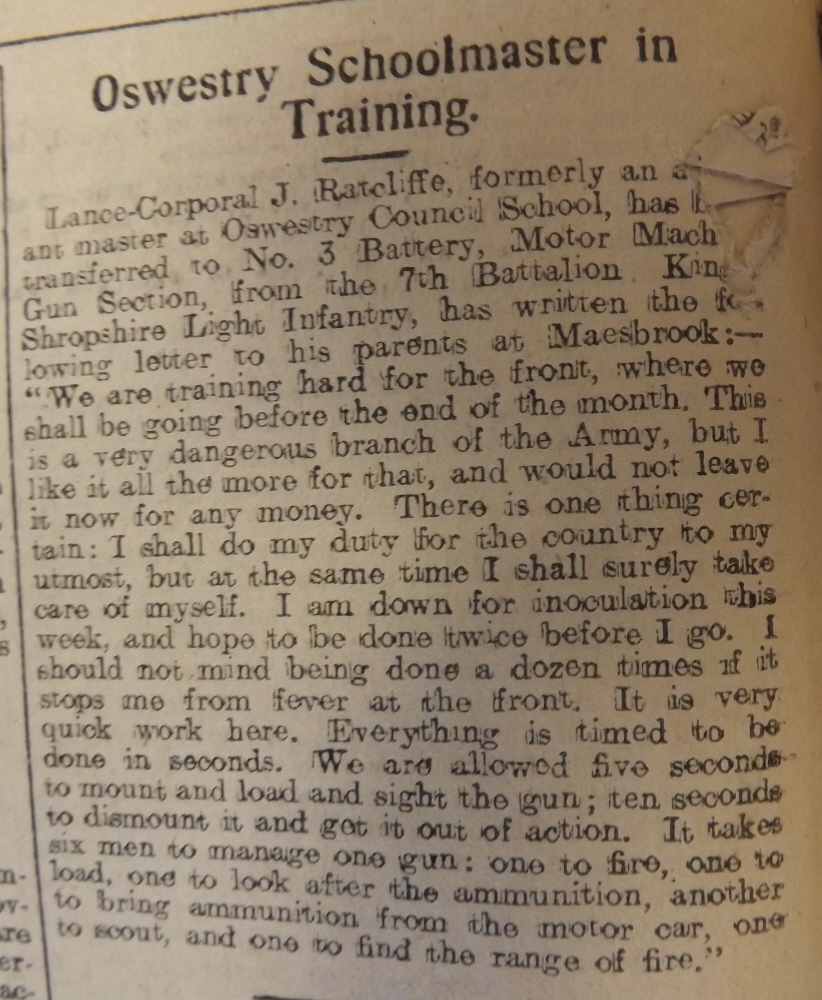 Oswestry Schoolmaster in
Training.
Lance-Corporal J. Ratcliffe, formerly an
ant master at Oswestry Council School, has
transferred to No. 3 Battery, Motor Mach
Gun Section, from the 7th Battalion King
Shropshire Light Infantry, has written the fo
lowing letter to his parents at Maesbrook:—
“We are training hard for the front, where we
shall be going before the end of the month. This
is a very dangerous branch of the Army, but I
like it all the more for that, and would not leave
it now for any money. There is one thing cer-
tain: I shall do my duty for the country to my
utmost, but at the same time I shall surely take
care of myself. I am down for inoculation this
week, and hope to be done twice before I go. I
should not mind being done a dozen times if it
stops me from fever at the front. It is very
quick work here. Everything is timed to be
done in seconds. We are allowed five seconds
to mount and load and sight the gun; ten seconds
to dismount it and get it out of action. It takes
six men to manage one gun: one to fire, one to
load, one to look after the ammunition, another
to bring ammunition from the motor car, one
to scout, and one to find the range of fire.”